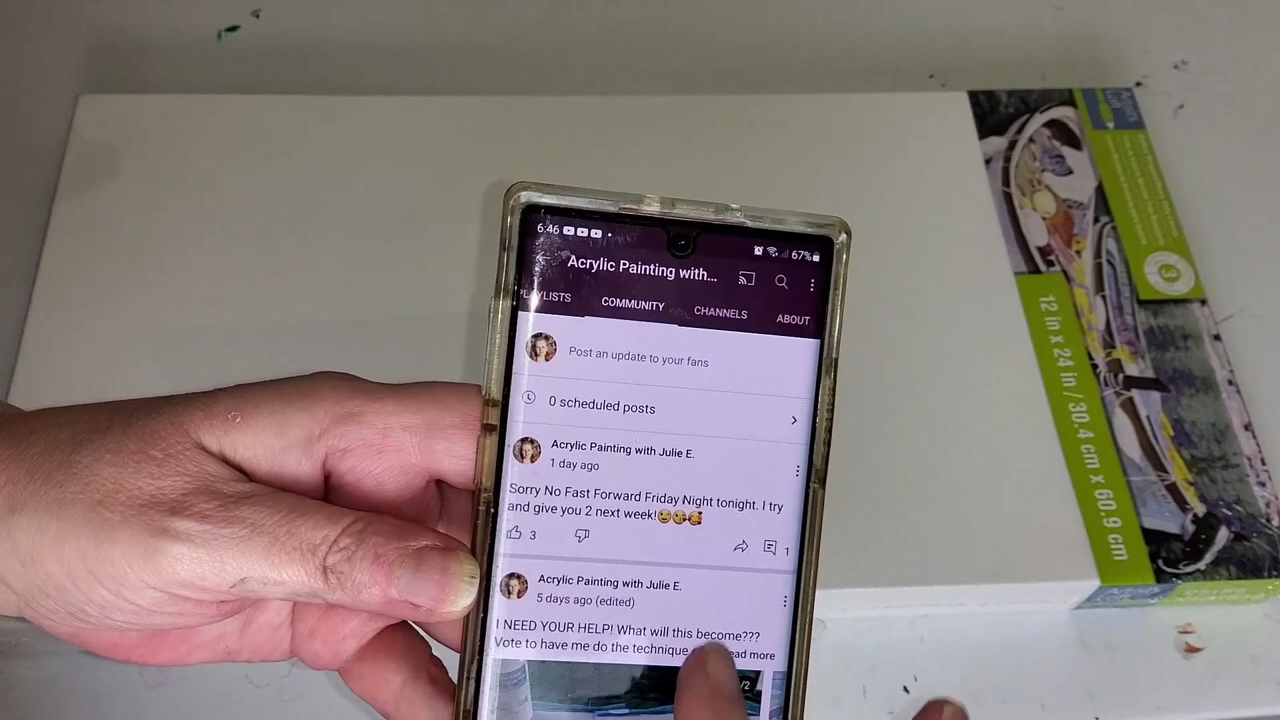 6:46
67%
Acrylic Painting with...
PLAYLISTS COMMUNITY CHANNELS ABOUT
Post an update to your fans
0 scheduled posts
Acrylic Painting with Julie E.
1 day ago
Sorry No Fast Forward Friday Night tonight. I try
and give you 2 next week!😉😘🥰
3
1
Acrylic Painting with Julie E.
5 days ago (edited)
I NEED YOUR HELP! What will this become???
Vote to have me do the technique
ead more
/2
3
12 in x 24 in / 30.4 cm x 60.9 cm